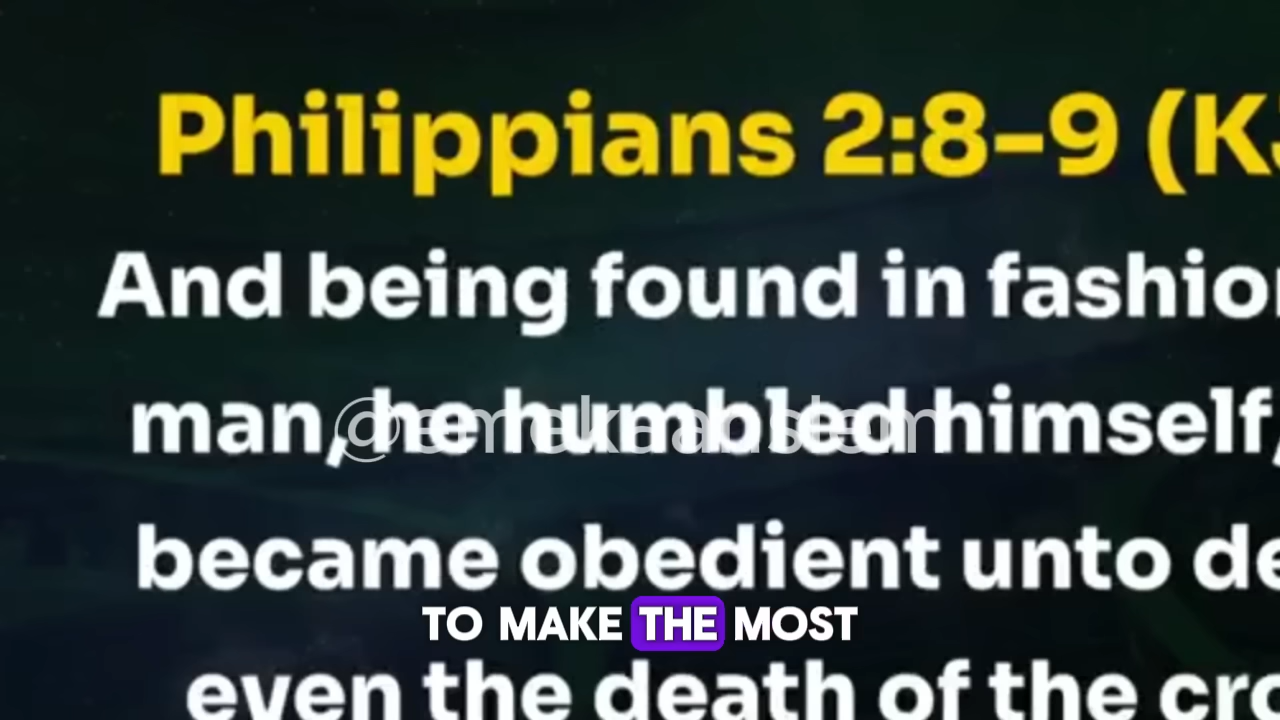 Philippians 2:8-9 (K
And being found in fashion
man, he humbled himself,
became obedient unto de
TO MAKE THE MOST
even the death of the cro